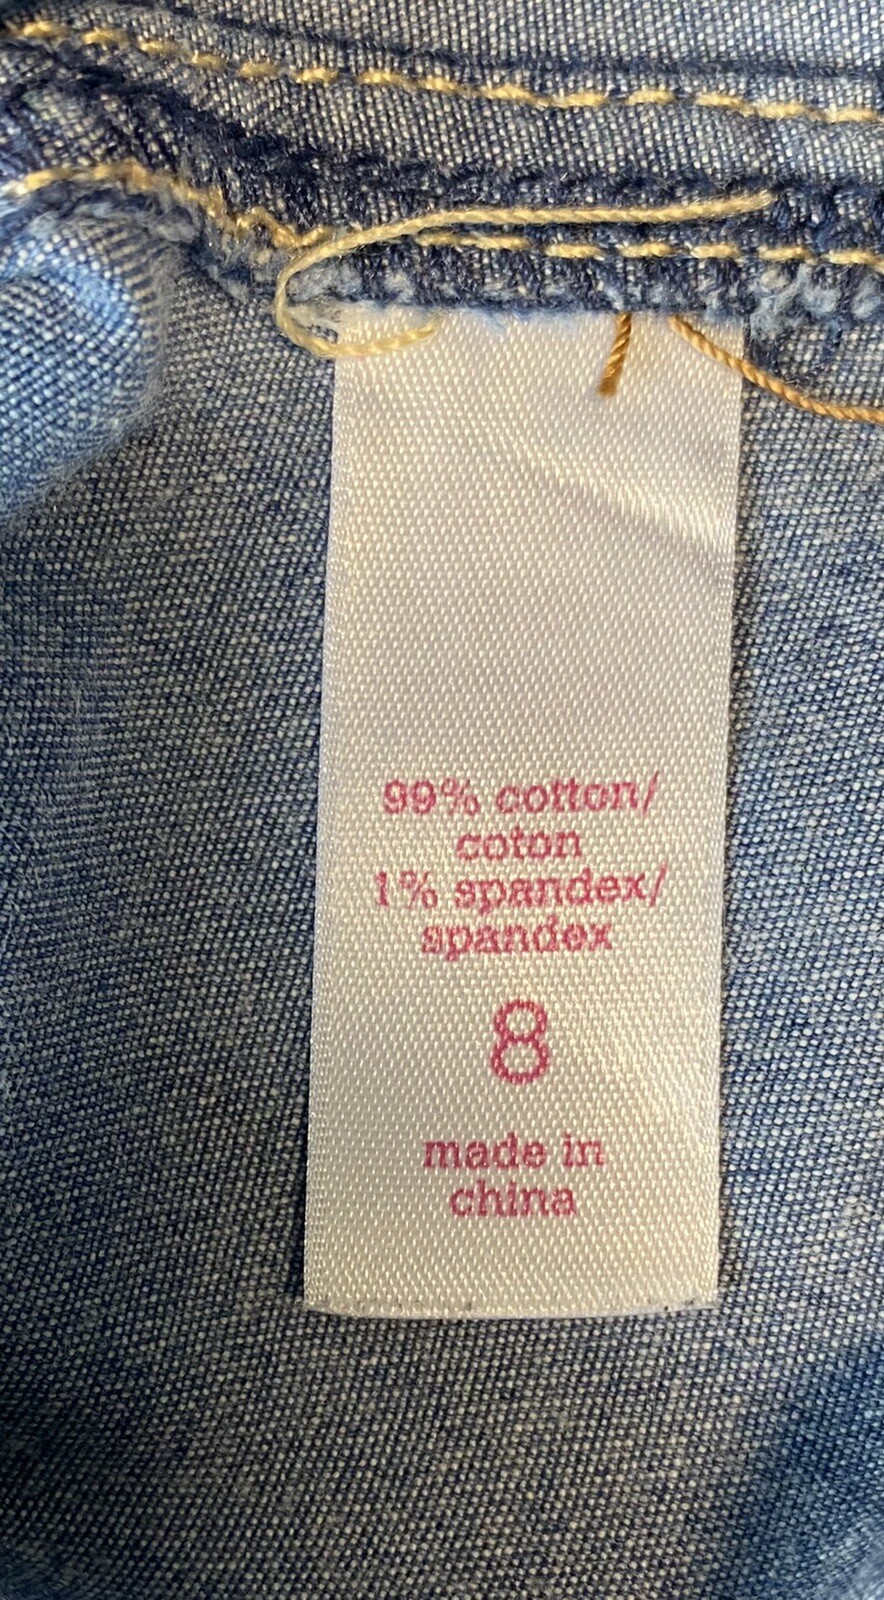 99% cotton/
coton
1% spandex/
spandex
8
made in
china